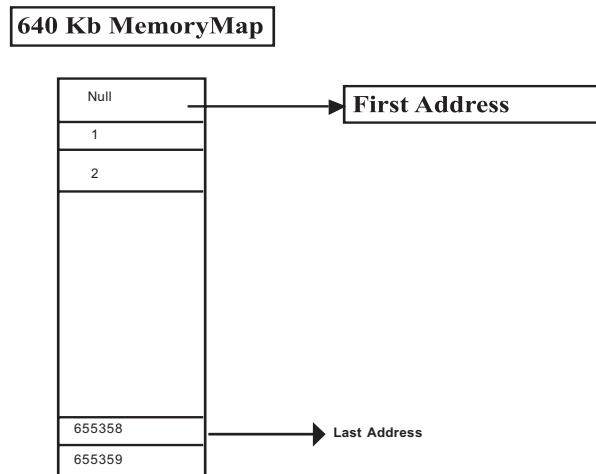 640 Kb MemoryMap
Null
First Address
1
2
655358
Last Address
655359